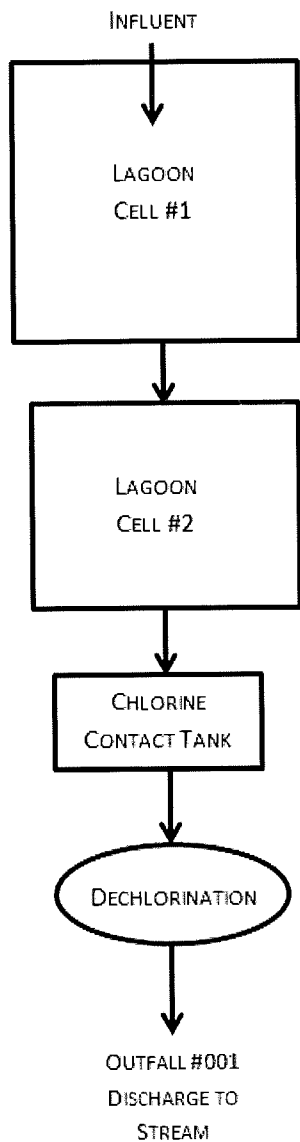 INFLUENT
LAGOON
CELL #1
LAGOON
CELL #2
CHLORINE
CONTACT TANK
DECHLORINATION
OUTFALL #001
DISCHARGE TO
STREAM